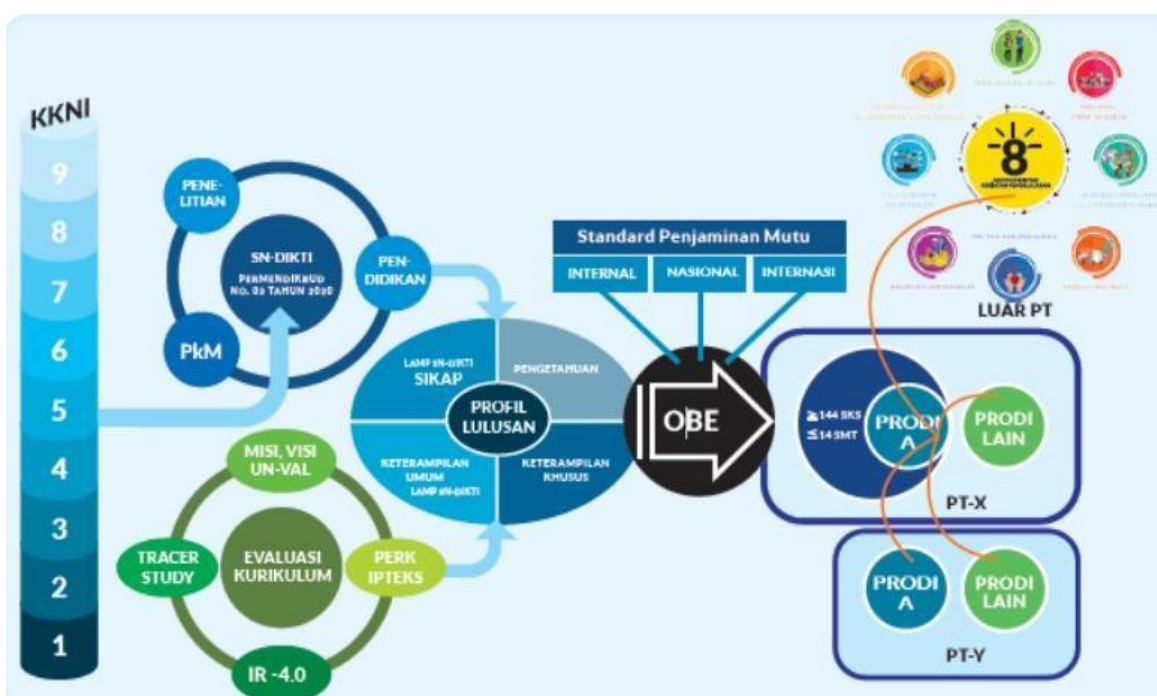 KKNI
9
8
7
6
5
4
3
2
1
PENE-
LITIAN
SN-DIKTI
PERMENDIKBUD
NO. 03 TAHUN 2020
PEN-
DIDIKAN
PkM
MISI, VISI
UN-VAL
TRACER
STUDY
EVALUASI
KURIKULUM
PERK
IPTEKS
IR -4.0
LAMP SN-DIKTI
SIKAP
PENGETAHUAN
PROFIL
LULUSAN
KETERAMPILAN
UMUM
LAMP SN-DIKTI
KETERAMPILAN
KHUSUS
Standard Penjaminan Mutu
INTERNAL
NASIONAL
INTERNASI
OBE
8
LUAR PT
≥144 SKS
≤14 SMT
PRODI
A
PRODI
LAIN
PT-X
PRODI
A
PRODI
LAIN
PT-Y